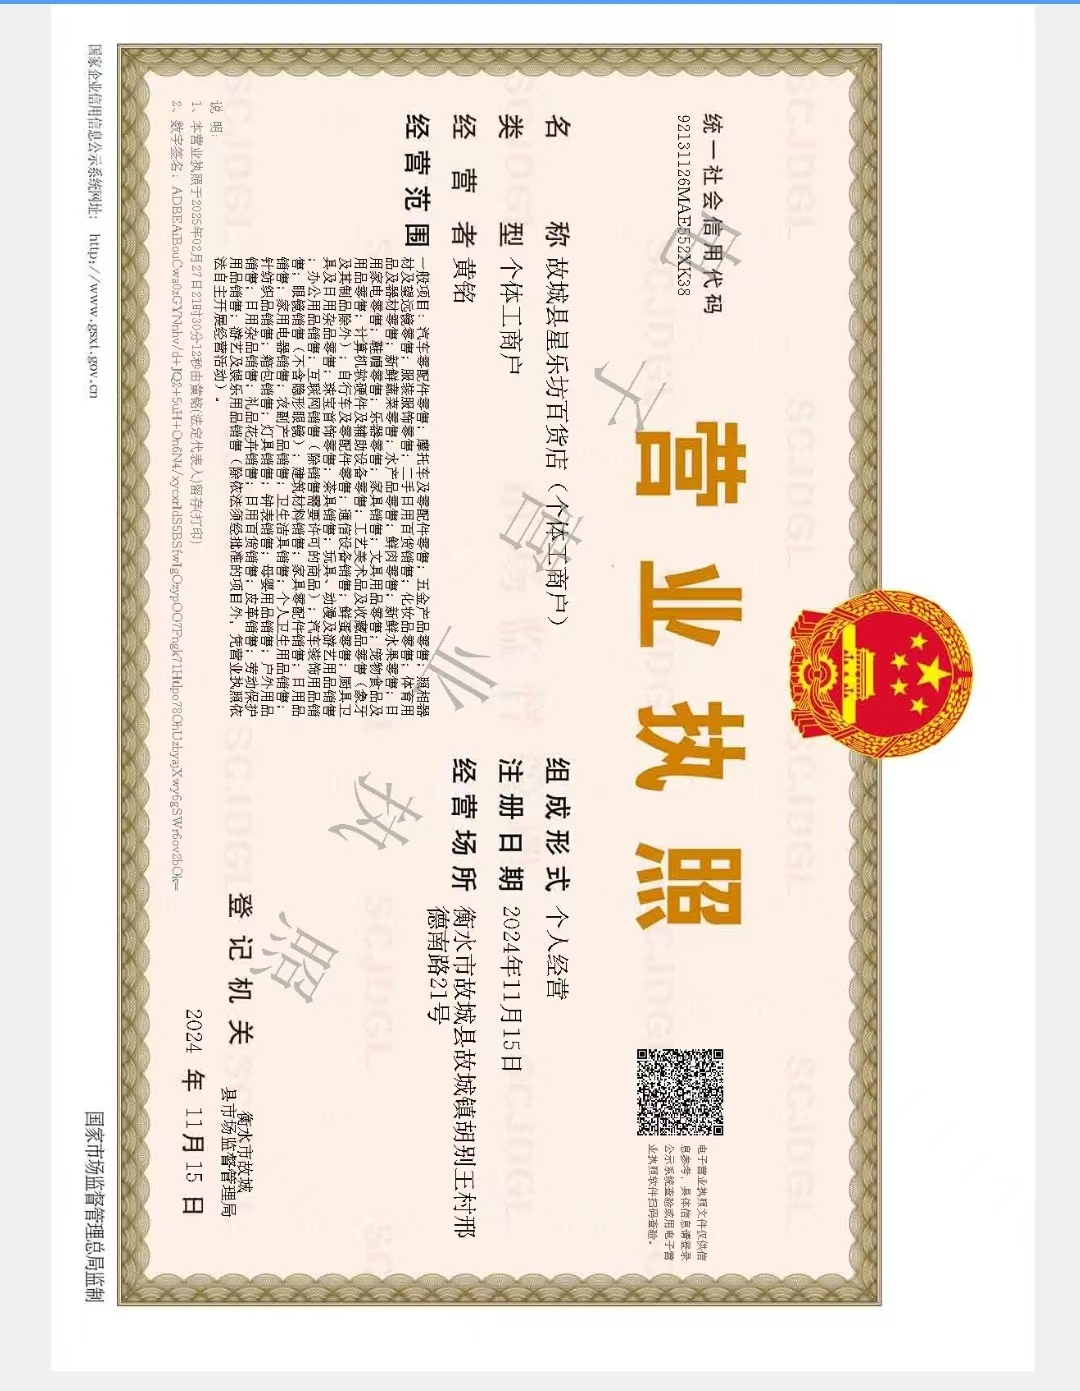 统一社会信用代码
92131126MAE552XK38
营业执照
电子营业执照文件仅供信
息参考，具体信息请登录
公示系统查验或用电子营
业执照软件扫码查验。
名称 故城县星乐坊百货店（个体工商户）
类型 个体工商户
经营者 黄铭
经营范围 一般项目：汽车零配件零售；摩托车及零配件零售；五金产品零售；照相器
材及望远镜零售；服装服饰零售；二手日用百货销售；化妆品零售；体育用
品及器材零售；新鲜蔬菜零售；水产品零售；鲜肉零售；新鲜水果零售；日
用家电零售；鞋帽零售；乐器零售；家具销售；文具用品零售；宠物食品及
用品零售；计算机软硬件及辅助设备零售；工艺美术品及收藏品零售（象牙
及其制品除外）；自行车及零配件零售；通信设备销售；鲜蛋零售；厨具卫
具及日用杂品零售；珠宝首饰零售；茶具销售；玩具、动漫及游艺用品销售
；办公用品销售；互联网销售（除销售需要许可的商品）；汽车装饰用品销
售；眼镜销售（不含隐形眼镜）；建筑材料销售；家具零配件销售；日用品
销售；家用电器销售；农副产品销售；卫生洁具销售；个人卫生用品销售；
针纺织品销售；箱包销售；灯具销售；钟表销售；母婴用品销售；户外用品
销售；日用杂品销售；礼品花卉销售；日用百货销售；皮革销售；劳动保护
用品销售；游艺及娱乐用品销售（除依法须经批准的项目外，凭营业执照依
法自主开展经营活动）。
组成形式 个人经营
注册日期 2024年11月15日
经营场所 衡水市故城县故城镇胡别王村邢
德南路21号
电子营业执照
登记机关 衡水市故城
县市场监督管理局
2024 年 11月15 日
说明：
1、本营业执照于2025年02月27日21时30分12秒由黄铭(法定代表人)留存(打印)
2、数字签名：ADBEAiBouCwa0zGYNnhv/d+JQ2+5uH+On6N4/xycxrIdS5BSfwIgOzypOO7Fngk71Htlpo78OhUzbyajXwy6gSWr6ov2bOk=
国家企业信用信息公示系统网址： http://www.gsxt.gov.cn
国家市场监督管理总局监制